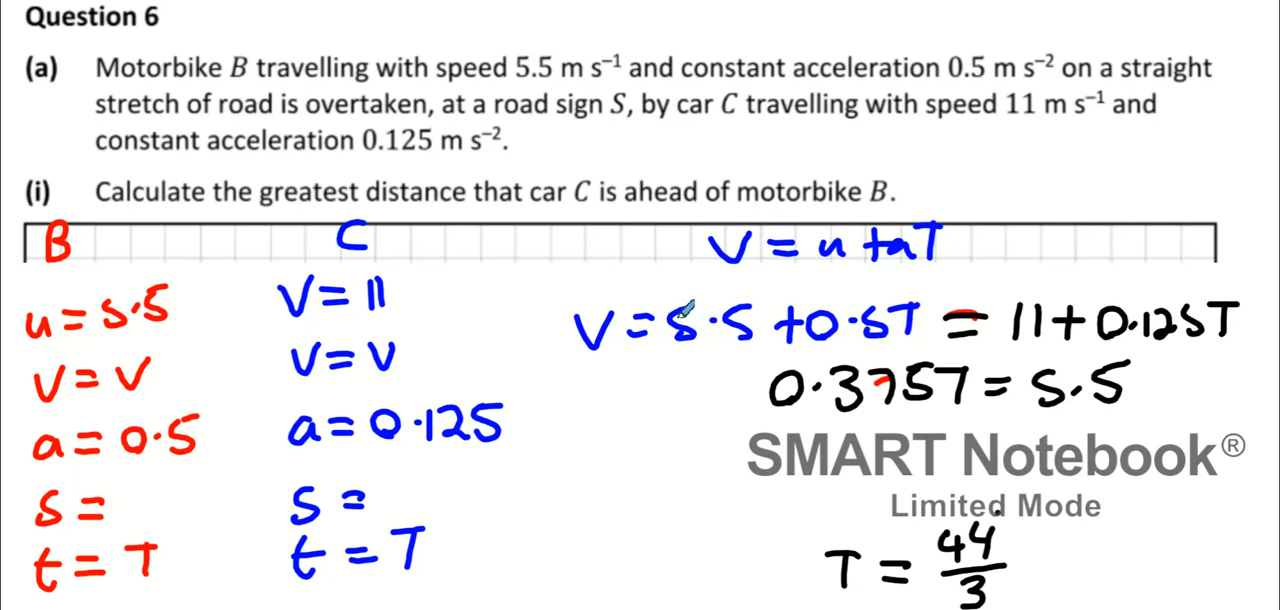 Question 6
(a) Motorbike B travelling with speed 5.5 m s⁻¹ and constant acceleration 0.5 m s⁻² on a straight
stretch of road is overtaken, at a road sign S, by car C travelling with speed 11 m s⁻¹ and
constant acceleration 0.125 m s⁻².
(i) Calculate the greatest distance that car C is ahead of motorbike B.
B
C
V = u + aT
u = 5.5
V = 11
V = 5.5 + 0.5T = 11 + 0.125T
V = V
V = V
0.375T = 5.5
a = 0.5
a = 0.125
SMART Notebook®
Limited Mode
S =
S =
t = T
t = T
T = 44/3